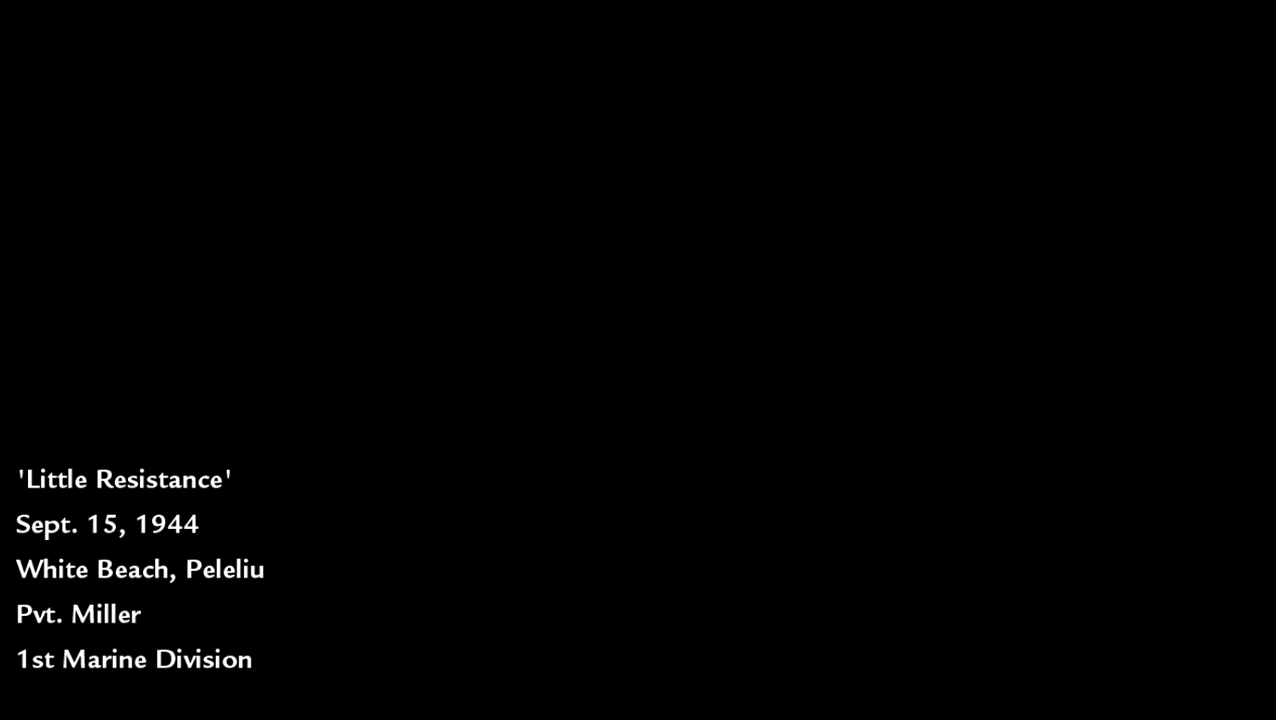 'Little Resistance'
Sept. 15, 1944
White Beach, Peleliu
Pvt. Miller
1st Marine Division